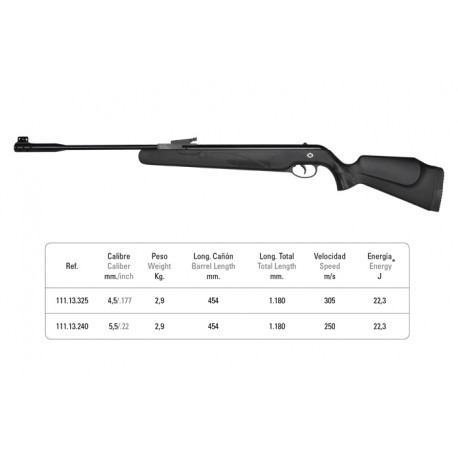 Ref. Calibre Peso Long. Cañón Long. Total Velocidad Energía*
Caliber Weight Barrel Length Total Length Speed Energy
mm./inch Kg. mm. mm. m/s J
111.13.325 4,5/.177 2,9 454 1.180 305 22,3
111.13.240 5,5/.22 2,9 454 1.180 250 22,3